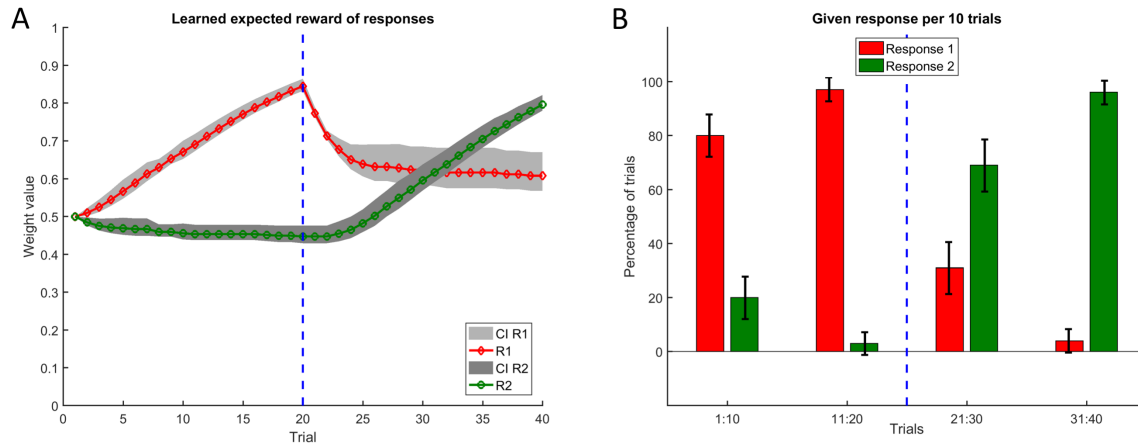 A
Learned expected reward of responses
Weight value
1
0.9
0.8
0.7
0.6
0.5
0.4
0.3
0.2
0.1
0
0 5 10 15 20 25 30 35 40
Trial
CI R1
R1
CI R2
R2
B
Given response per 10 trials
Response 1
Response 2
Percentage of trials
100
80
60
40
20
0
1:10 11:20 21:30 31:40
Trials